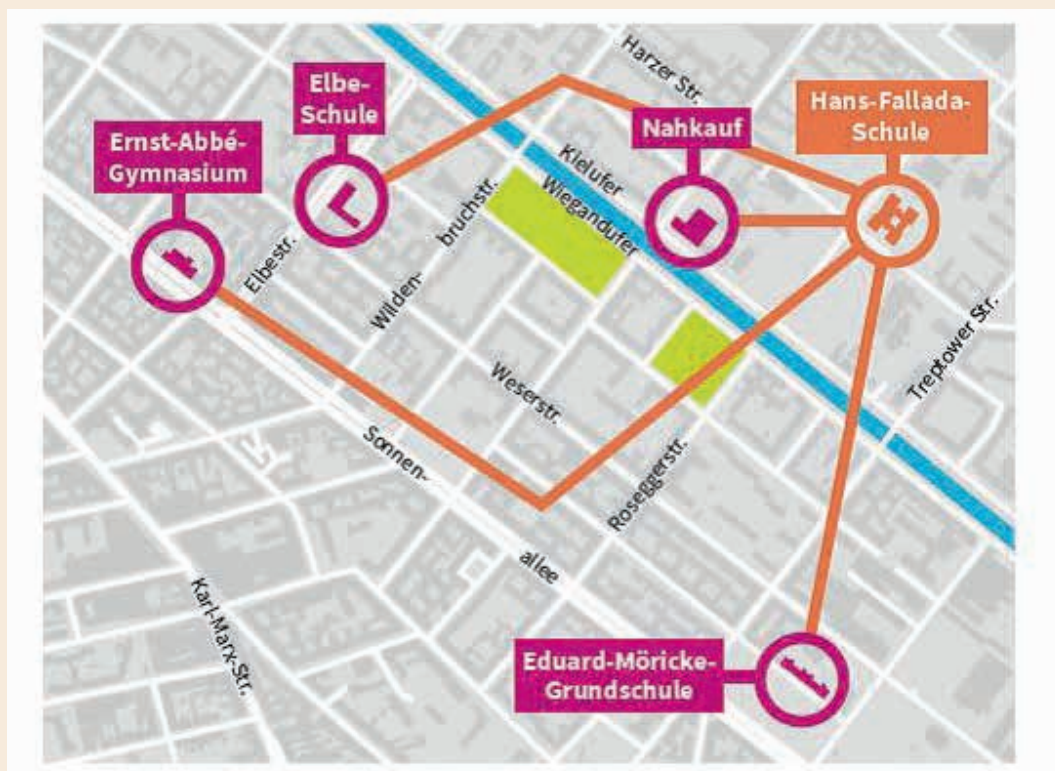 Harzer Str.
Elbe-
Schule
Hans-Fallada-
Schule
Ernst-Abbé-
Gymnasium
Nahkauf
Kielufer
Wiegandufer
Wilden-
bruchstr.
Elbestr.
Treptower Str.
Weserstr.
Sonnen-
allee
Roseggerstr.
Karl-Marx-Str.
Eduard-Möricke-
Grundschule